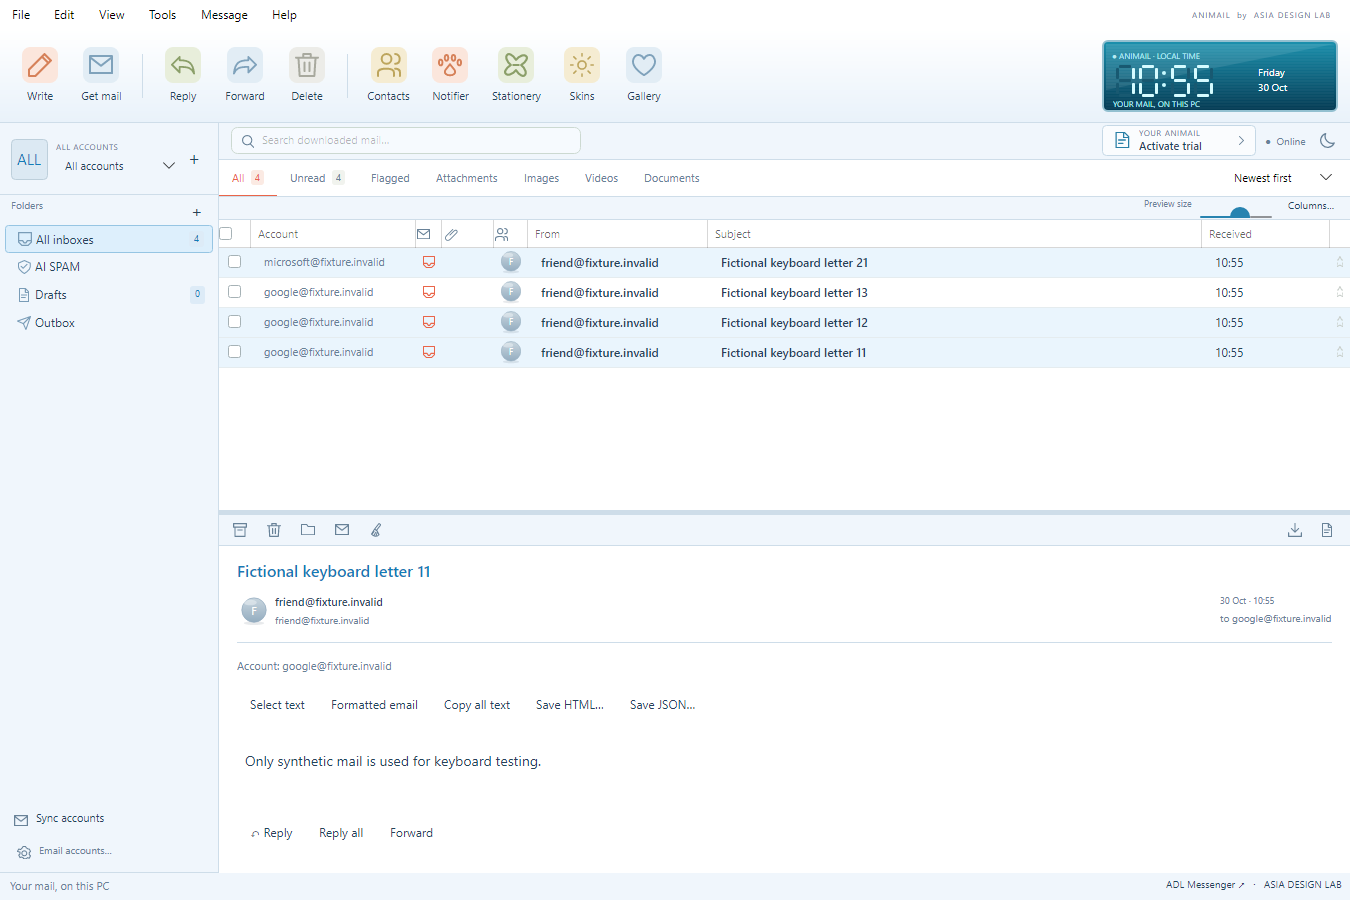 File Edit View Tools Message Help
ANIMAIL by ASIA DESIGN LAB
Write Get mail Reply Forward Delete Contacts Notifier Stationery Skins Gallery
ANIMAIL · LOCAL TIME
10:55
Friday
30 Oct
YOUR MAIL, ON THIS PC
ALL
ALL ACCOUNTS
All accounts
+
Search downloaded mail...
YOUR ANIMAIL
Activate trial
Online
All 4 Unread 4 Flagged Attachments Images Videos Documents
Newest first
Folders
+
Preview size
Columns...
All inboxes 4
AI SPAM
Drafts 0
Outbox
Account From Subject Received
microsoft@fixture.invalid F friend@fixture.invalid Fictional keyboard letter 21 10:55
google@fixture.invalid F friend@fixture.invalid Fictional keyboard letter 13 10:55
google@fixture.invalid F friend@fixture.invalid Fictional keyboard letter 12 10:55
google@fixture.invalid F friend@fixture.invalid Fictional keyboard letter 11 10:55
Fictional keyboard letter 11
F
friend@fixture.invalid
friend@fixture.invalid
30 Oct · 10:55
to google@fixture.invalid
Account: google@fixture.invalid
Select text Formatted email Copy all text Save HTML... Save JSON...
Only synthetic mail is used for keyboard testing.
Reply Reply all Forward
Sync accounts
Email accounts...
Your mail, on this PC
ADL Messenger ↗ · ASIA DESIGN LAB